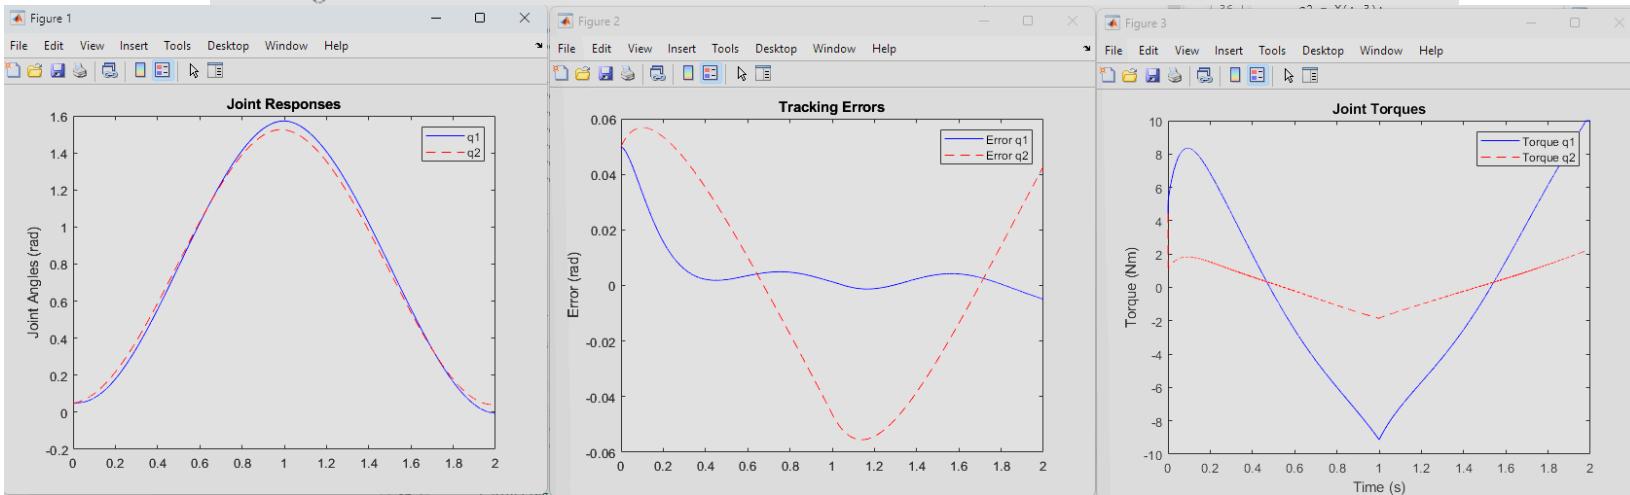 Figure 1
File Edit View Insert Tools Desktop Window Help
Joint Responses
q1
q2
Joint Angles (rad)
1.6
1.4
1.2
1
0.8
0.6
0.4
0.2
0
-0.2
0 0.2 0.4 0.6 0.8 1 1.2 1.4 1.6 1.8 2
Figure 2
File Edit View Insert Tools Desktop Window Help
Tracking Errors
Error q1
Error q2
Error (rad)
0.06
0.04
0.02
0
-0.02
-0.04
-0.06
0 0.2 0.4 0.6 0.8 1 1.2 1.4 1.6 1.8 2
Figure 3
File Edit View Insert Tools Desktop Window Help
Joint Torques
Torque q1
Torque q2
Torque (Nm)
10
8
6
4
2
0
-2
-4
-6
-8
-10
0 0.2 0.4 0.6 0.8 1 1.2 1.4 1.6 1.8 2
Time (s)